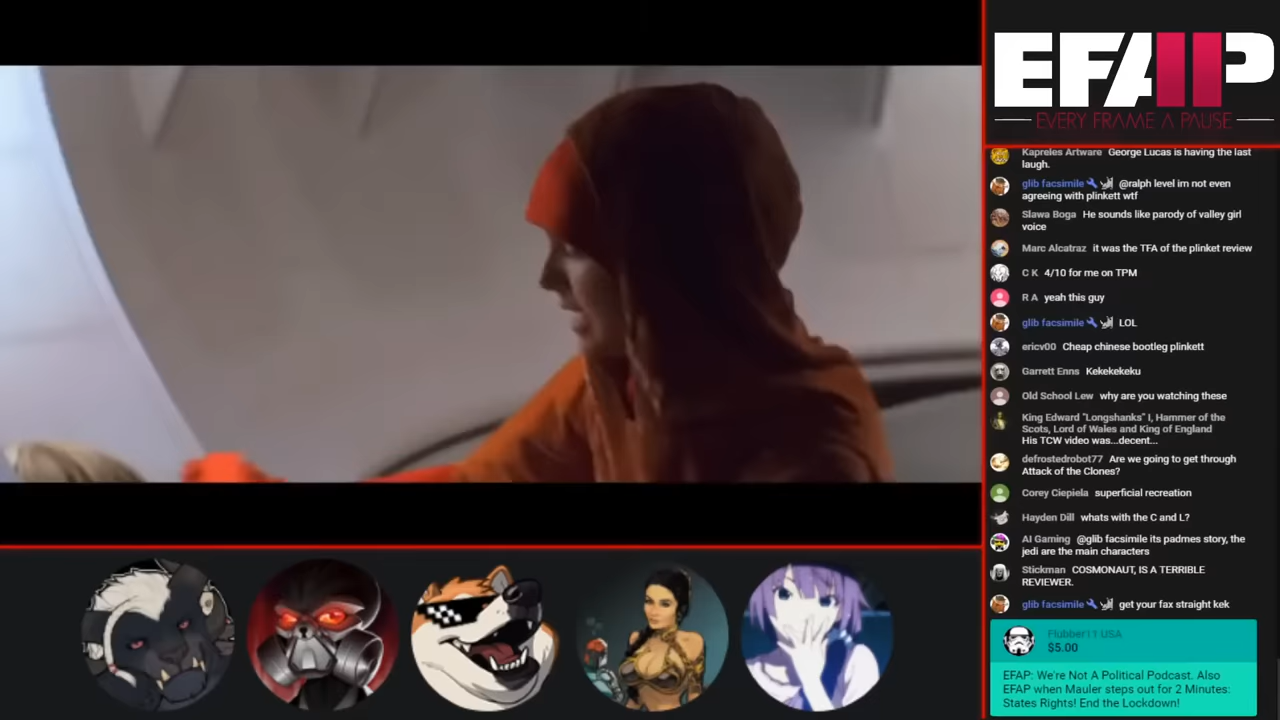 EFAP
EVERY FRAME A PAUSE
Kapreles Artware George Lucas is having the last
laugh.
glib facsimile @ralph level im not even
agreeing with plinkett wtf
Slawa Boga He sounds like parody of valley girl
voice
Marc Alcatraz it was the TFA of the plinket review
C K 4/10 for me on TPM
R A yeah this guy
glib facsimile LOL
ericv00 Cheap chinese bootleg plinkett
Garrett Enns Kekekekeku
Old School Lew why are you watching these
King Edward "Longshanks" I, Hammer of the
Scots, Lord of Wales and King of England
His TCW video was...decent...
defrostedrobot77 Are we going to get through
Attack of the Clones?
Corey Ciepiela superficial recreation
Hayden Dill whats with the C and L?
AI Gaming @glib facsimile its padmes story, the
jedi are the main characters
Stickman COSMONAUT, IS A TERRIBLE
REVIEWER.
glib facsimile get your fax straight kek
Flubber11 USA
$5.00
EFAP: We're Not A Political Podcast. Also
EFAP when Mauler steps out for 2 Minutes:
States Rights! End the Lockdown!